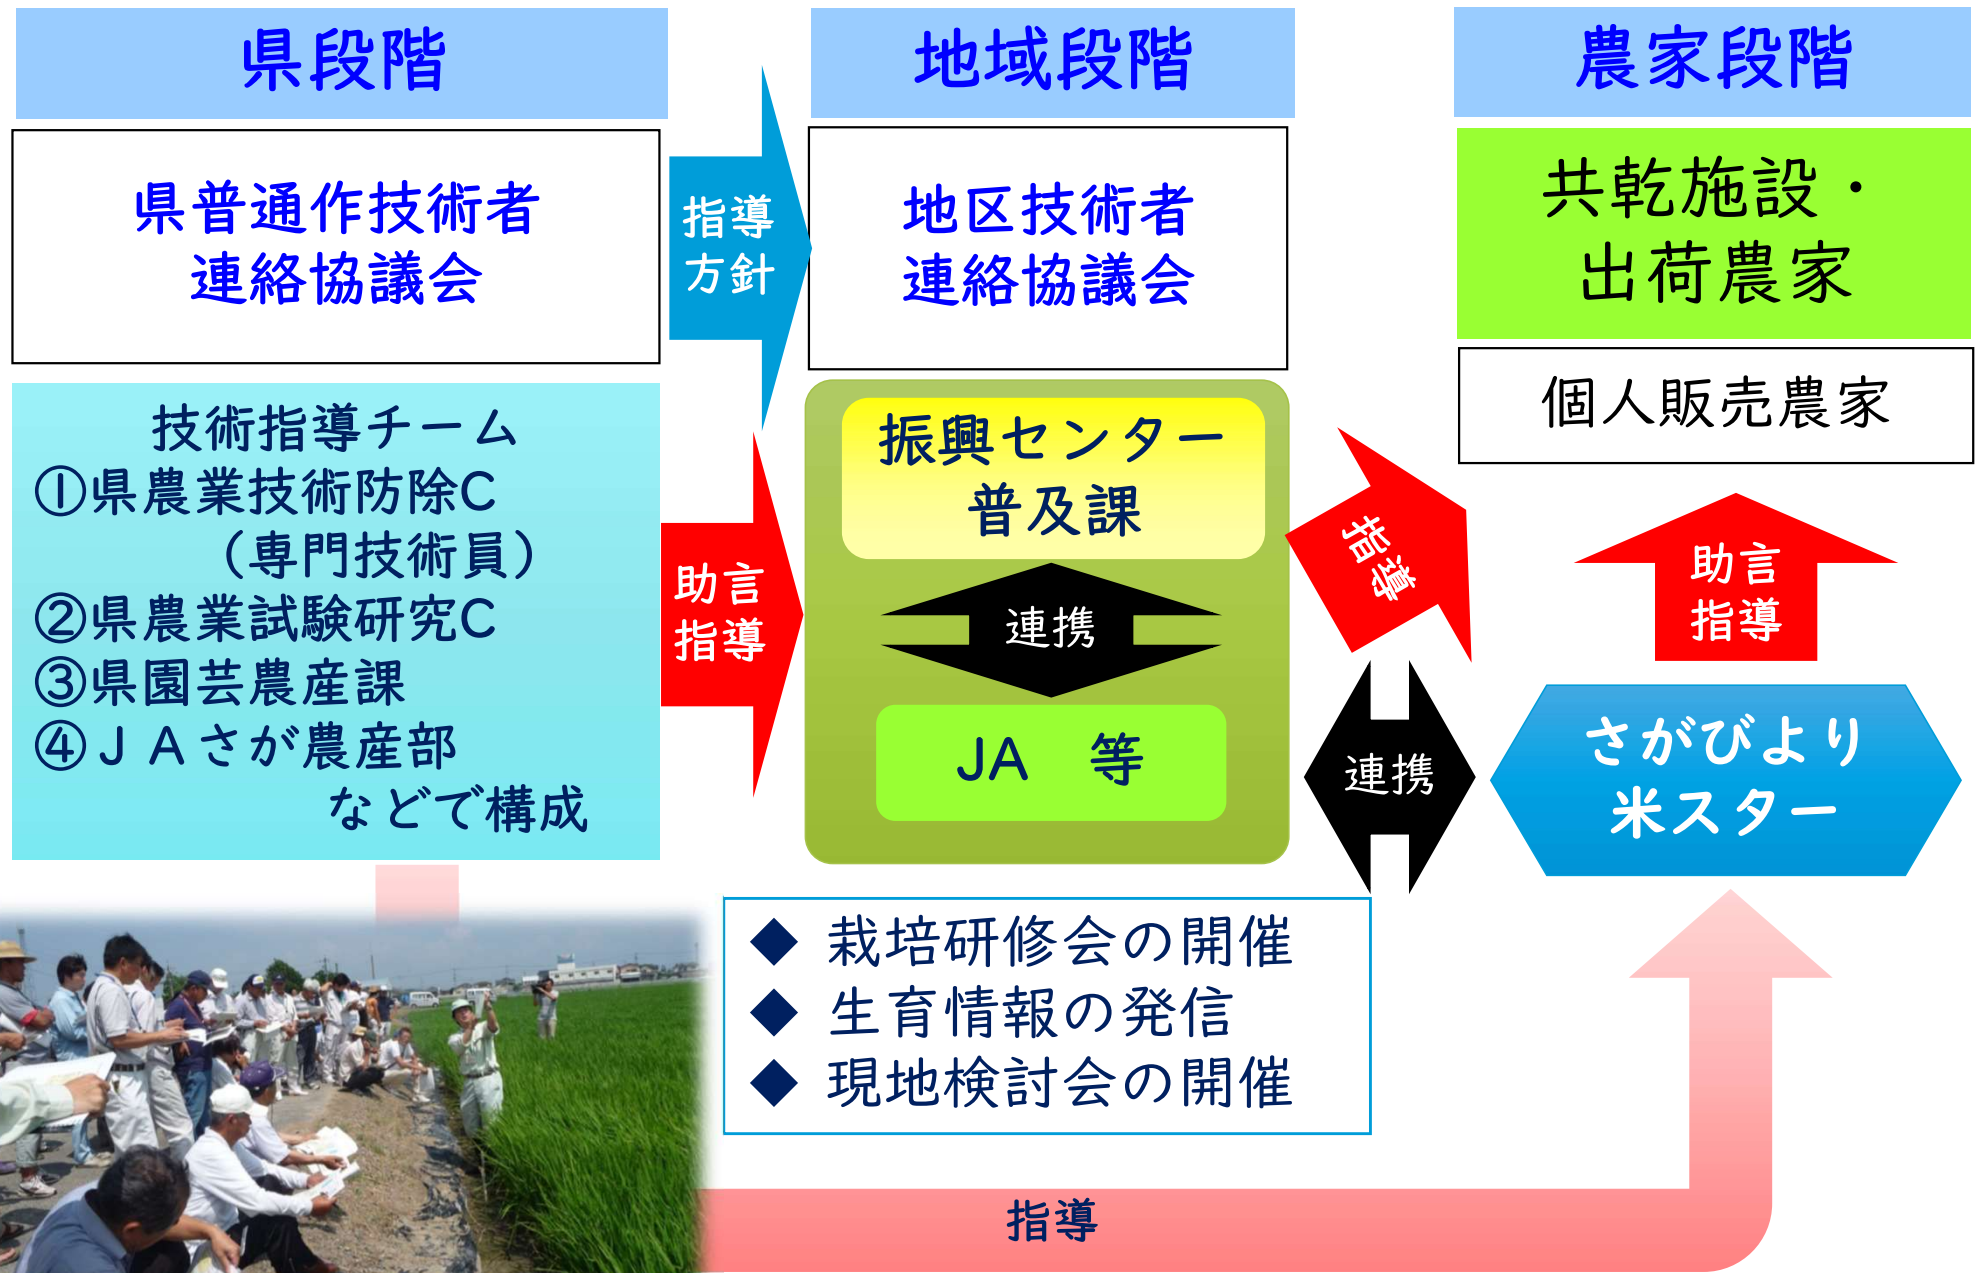 県段階
県普通作技術者
連絡協議会
技術指導チーム
①県農業技術防除C
（専門技術員）
②県農業試験研究C
③県園芸農産課
④ＪＡさが農産部
などで構成
指導
方針
助言
指導
地域段階
地区技術者
連絡協議会
振興センター
普及課
連携
JA　等
◆ 栽培研修会の開催
◆ 生育情報の発信
◆ 現地検討会の開催
指導
連携
農家段階
共乾施設・
出荷農家
個人販売農家
助言
指導
さがびより
米スター
指導